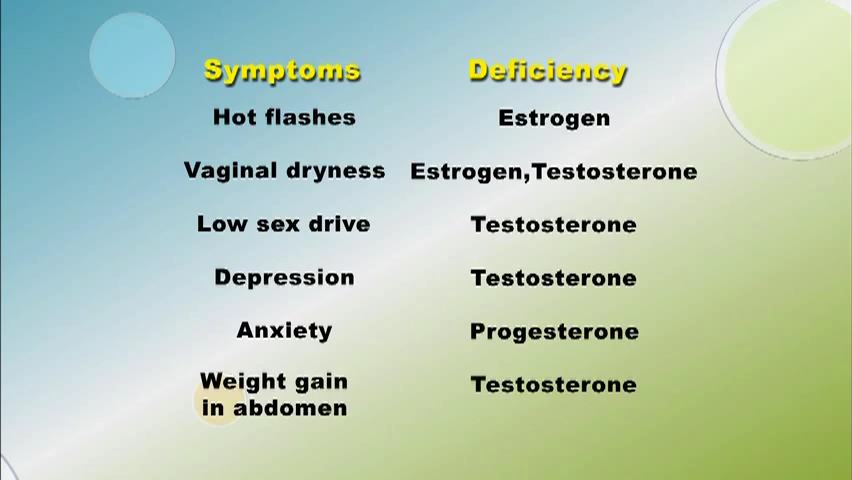 Symptoms Deficiency
Hot flashes Estrogen
Vaginal dryness Estrogen,Testosterone
Low sex drive Testosterone
Depression Testosterone
Anxiety Progesterone
Weight gain Testosterone
in abdomen